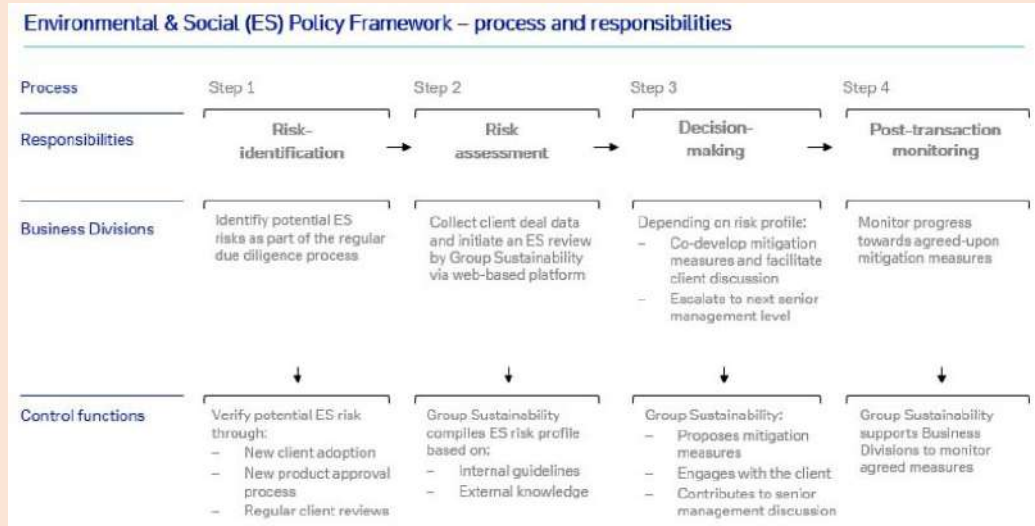 Environmental & Social (ES) Policy Framework – process and responsibilities
Process
Step 1
Step 2
Step 3
Step 4
Responsibilities
Risk-
identification
Risk
assessment
Decision-
making
Post-transaction
monitoring
Business Divisions
Identifiy potential ES
risks as part of the regular
due diligence process
Collect client deal data
and initiate an ES review
by Group Sustainability
via web-based platform
Depending on risk profile:
– Co-develop mitigation
measures and facilitate
client discussion
– Escalate to next senior
management level
Monitor progress
towards agreed-upon
mitigation measures
Control functions
Verify potential ES risk
through:
– New client adoption
– New product approval
process
– Regular client reviews
Group Sustainability
compiles ES risk profile
based on:
– Internal guidelines
– External knowledge
Group Sustainability:
– Proposes mitigation
measures
– Engages with the client
– Contributes to senior
management discussion
Group Sustainability
supports Business
Divisions to monitor
agreed measures